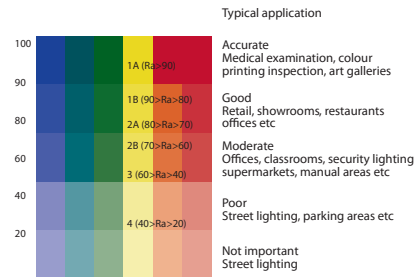 Typical application
100
Accurate
Medical examination, colour
printing inspection, art galleries
1A (Ra>90)
90
Good
Retail, showrooms, restaurants
offices etc
1B (90>Ra>80)
80
2A (80>Ra>70)
Moderate
Offices, classrooms, security lighting
supermarkets, manual areas etc
2B (70>Ra>60)
60
3 (60>Ra>40)
40
Poor
Street lighting, parking areas etc
4 (40>Ra>20)
20
Not important
Street lighting